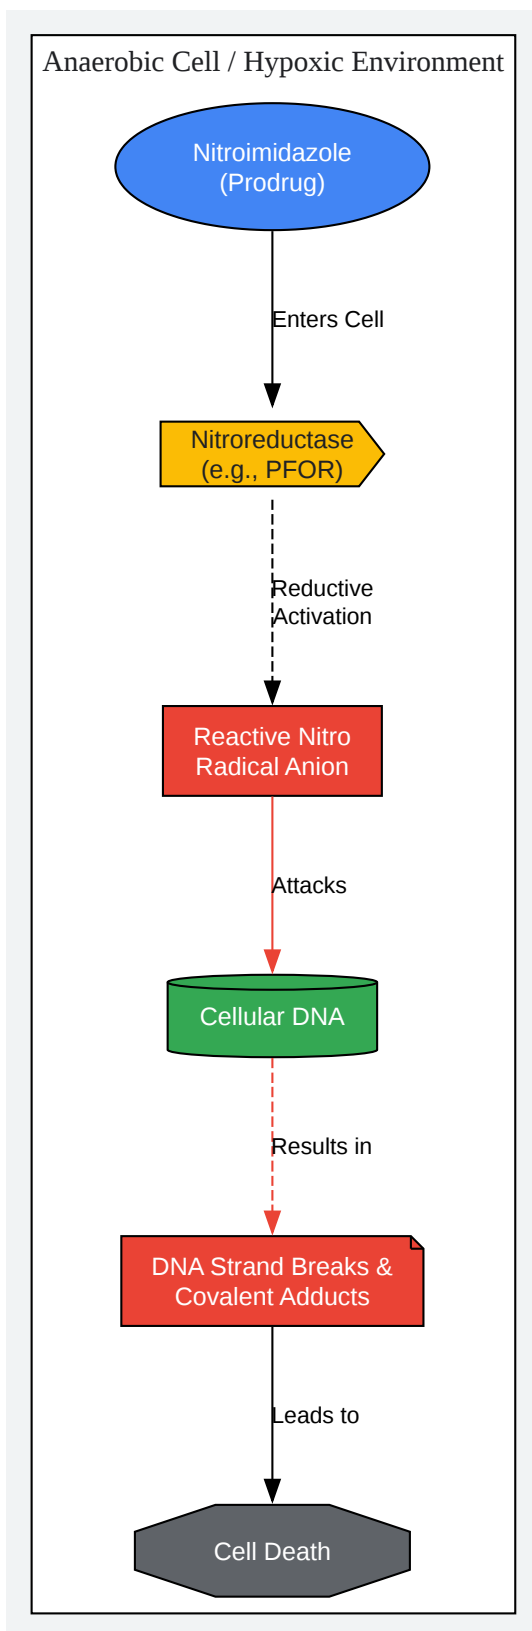 Anaerobic Cell / Hypoxic Environment
Nitroimidazole
(Prodrug)
Enters Cell
Nitroreductase
(e.g., PFOR)
Reductive
Activation
Reactive Nitro
Radical Anion
Attacks
Cellular DNA
Results in
DNA Strand Breaks &
Covalent Adducts
Leads to
Cell Death